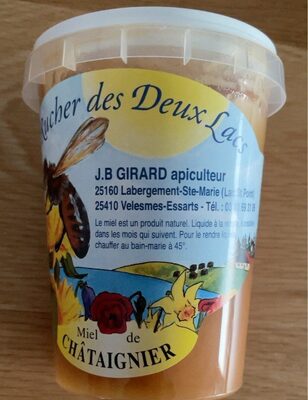 Rucher des Deux Lacs
J.B GIRARD apiculteur
25160 Labergement-Ste-Marie
25410 Velesmes-Essarts - Tél. : 03
Le miel est un produit naturel. Liquide à la
dans les mois qui suivent. Pour le rendre
chauffer au bain-marie à 45°.
Miel de
CHÂTAIGNIER